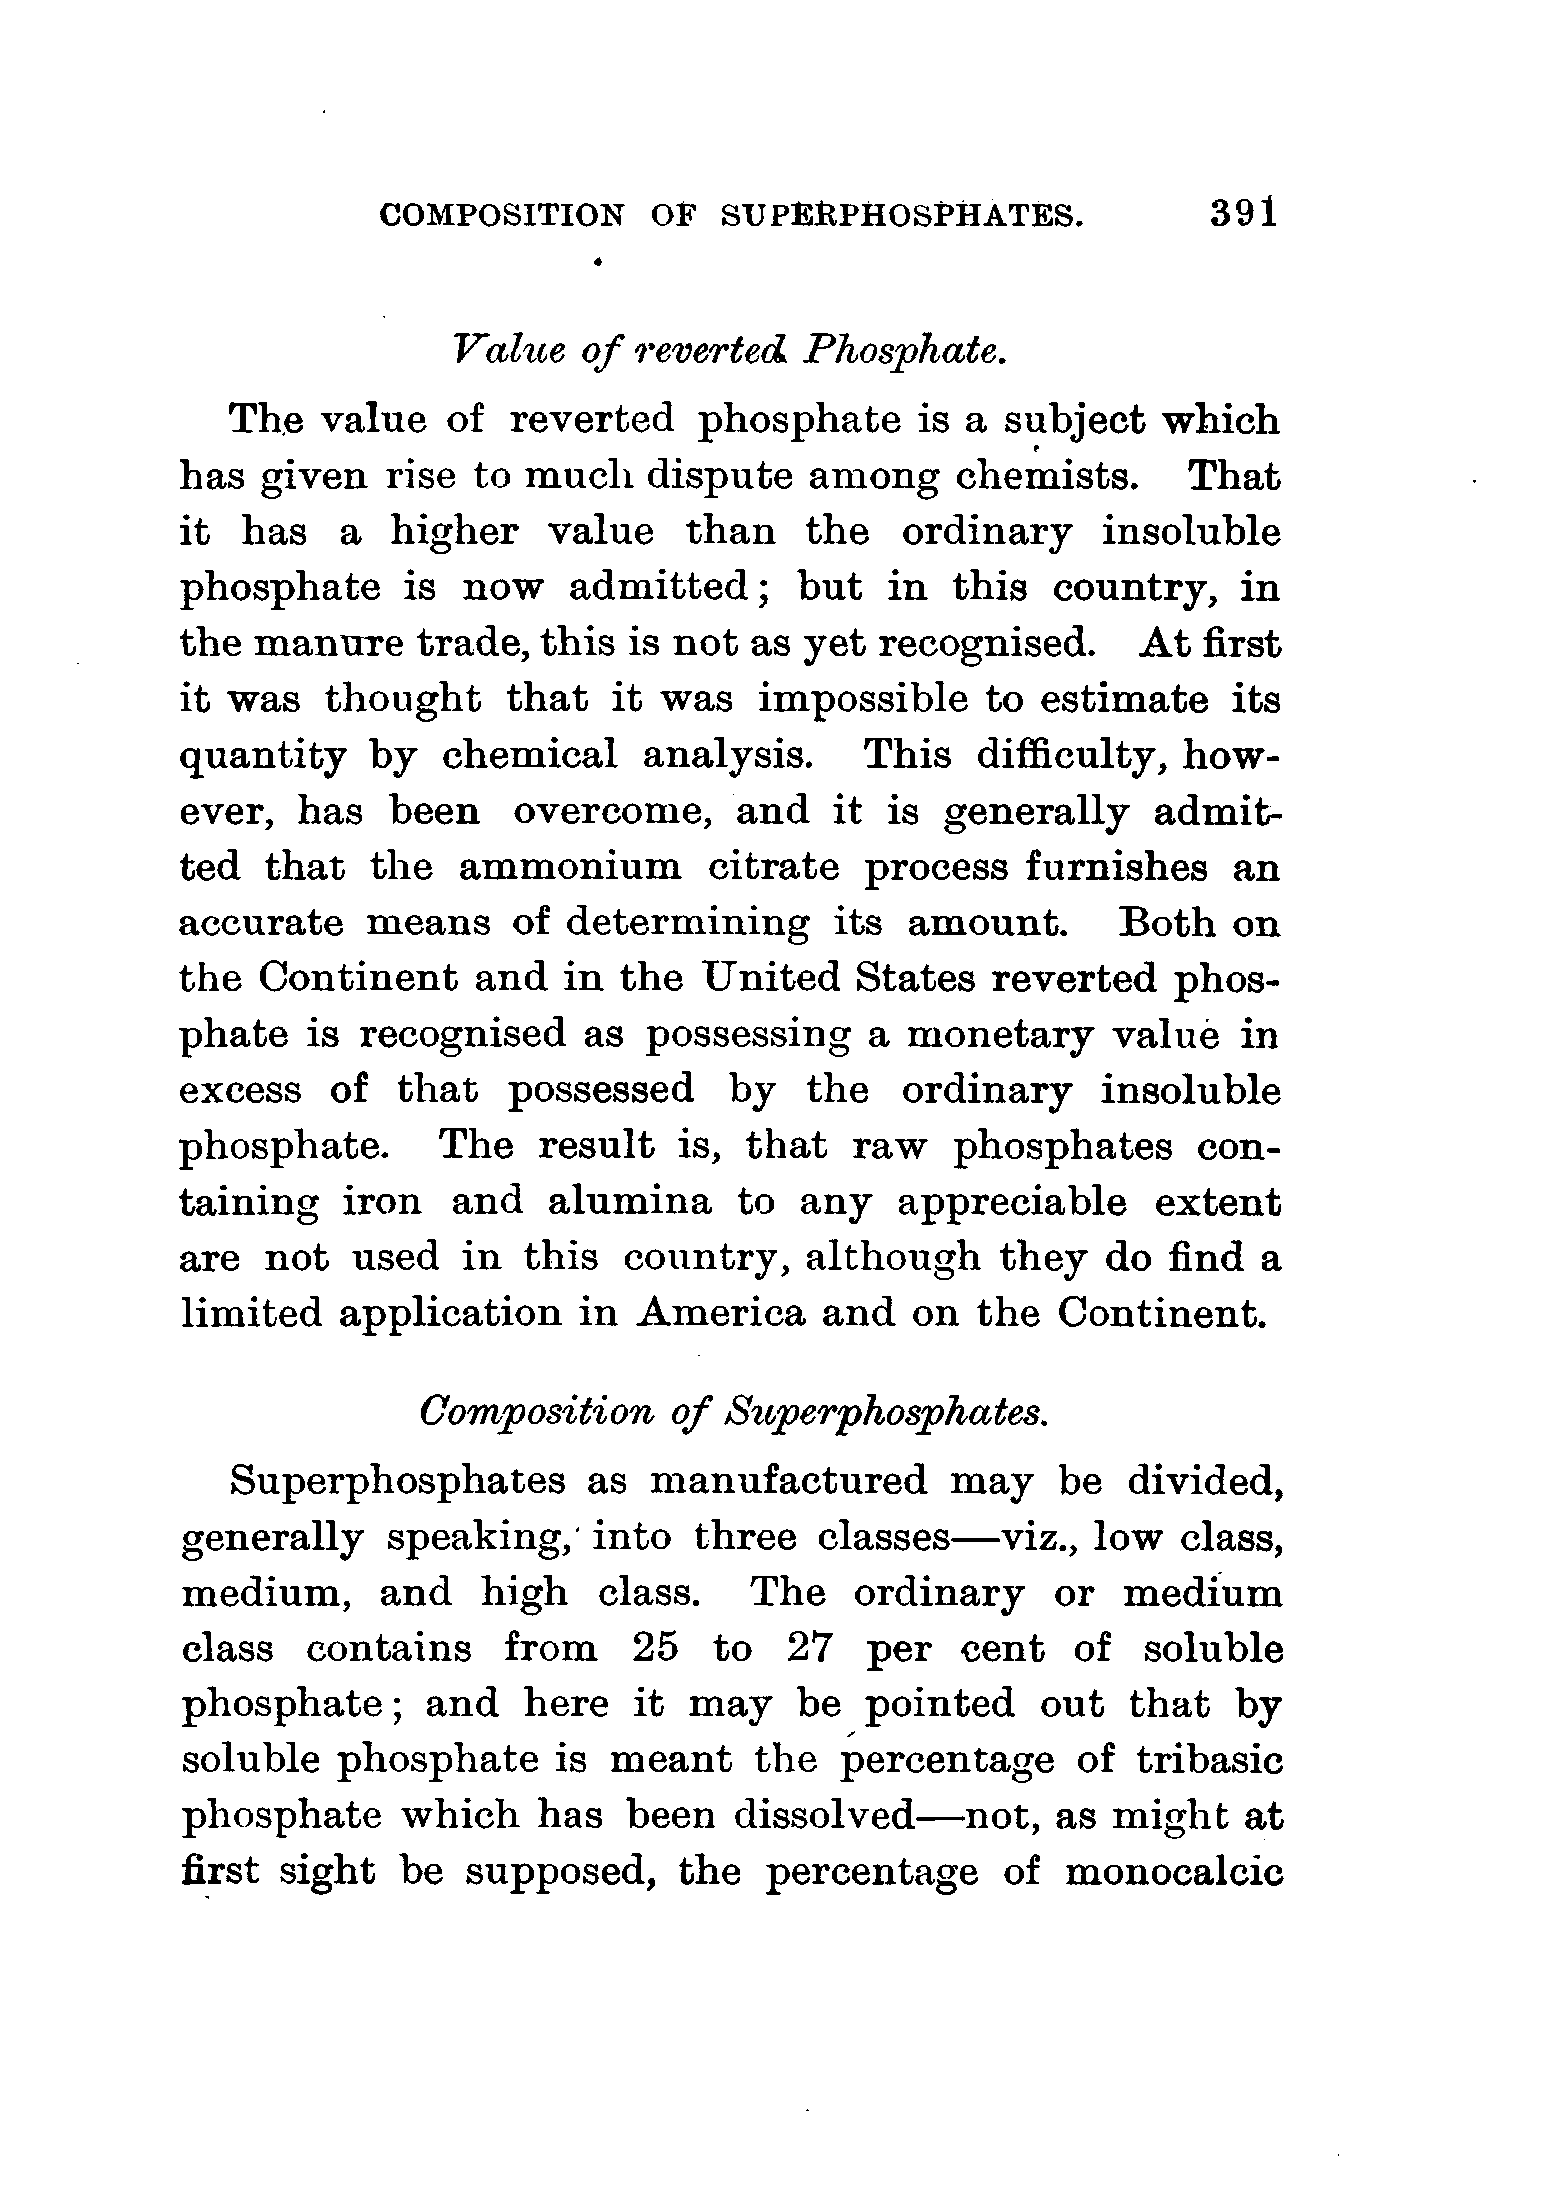 COMPOSITION OF SUPERPHOSPHATES. 391
Value of reverted Phosphate.
The value of reverted phosphate is a subject which
has given rise to much dispute among chemists. That
it has a higher value than the ordinary insoluble
phosphate is now admitted; but in this country, in
the manure trade, this is not as yet recognised. At first
it was thought that it was impossible to estimate its
quantity by chemical analysis. This difficulty, how-
ever, has been overcome, and it is generally admit-
ted that the ammonium citrate process furnishes an
accurate means of determining its amount. Both on
the Continent and in the United States reverted phos-
phate is recognised as possessing a monetary value in
excess of that possessed by the ordinary insoluble
phosphate. The result is, that raw phosphates con-
taining iron and alumina to any appreciable extent
are not used in this country, although they do find a
limited application in America and on the Continent.
Composition of Superphosphates.
Superphosphates as manufactured may be divided,
generally speaking, into three classes—viz., low class,
medium, and high class. The ordinary or medium
class contains from 25 to 27 per cent of soluble
phosphate; and here it may be pointed out that by
soluble phosphate is meant the percentage of tribasic
phosphate which has been dissolved—not, as might at
first sight be supposed, the percentage of monocalcic